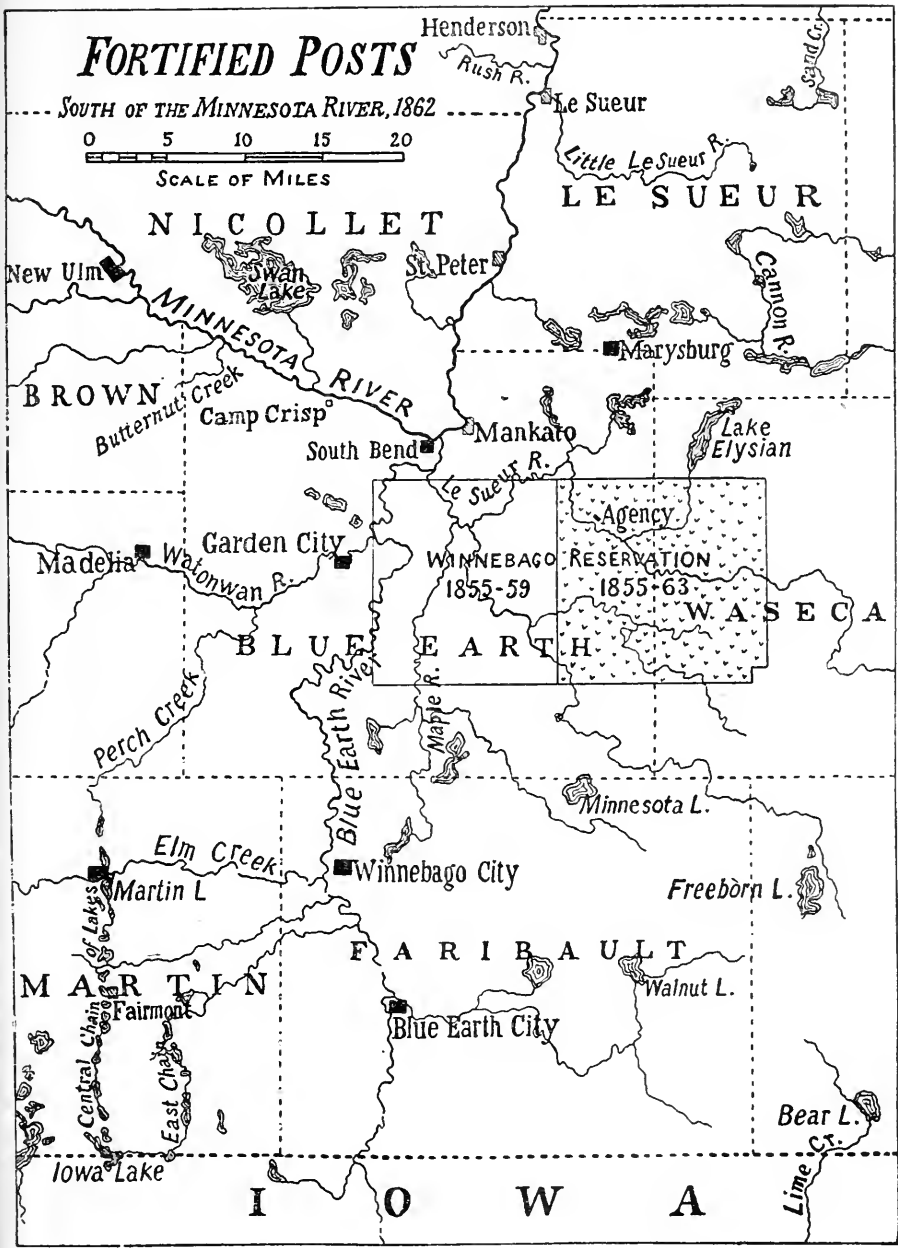 FORTIFIED POSTS
SOUTH OF THE MINNESOTA RIVER, 1862
0 5 10 15 20
SCALE OF MILES
Henderson
Rush R.
Sand Cr.
Le Sueur
Little Le Sueur R.
LE SUEUR
NICOLLET
New Ulm
Swan
Lake
St. Peter
Cannon R.
MINNESOTA RIVER
Marysburg
BROWN
Butternut Creek
Camp Crisp
Mankato
South Bend
Lake
Elysian
Le Sueur R.
Agency
Garden City
Madelia
Watonwan R.
WINNEBAGO RESERVATION
1855-59 1855-63
WASECA
BLUE EARTH
Perch Creek
Blue Earth River
Maple R.
Minnesota L.
Elm Creek
Winnebago City
Martin L
Freeborn L.
FARIBAULT
MARTIN
Walnut L.
Fairmont
Blue Earth City
Central Chain of Lakes
East Chain
Bear L.
Iowa Lake
Lime Cr.
IOWA